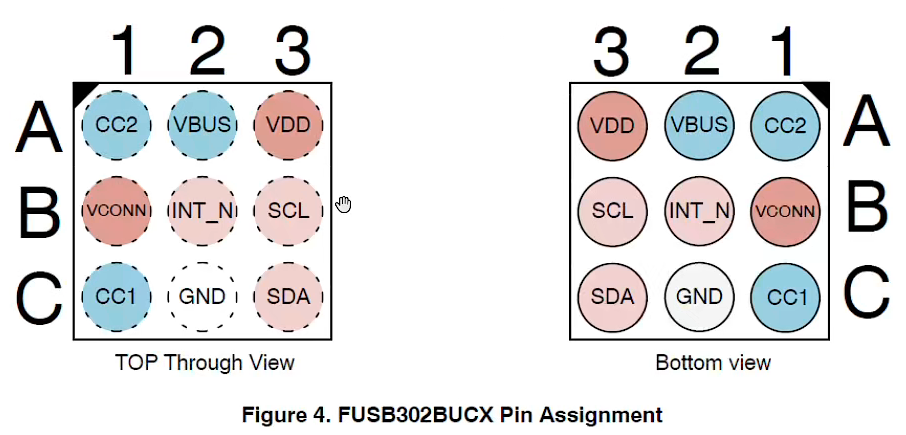 1 2 3
A CC2 VBUS VDD
B VCONN INT_N SCL
C CC1 GND SDA
TOP Through View
3 2 1
VDD VBUS CC2 A
SCL INT_N VCONN B
SDA GND CC1 C
Bottom view
Figure 4. FUSB302BUCX Pin Assignment